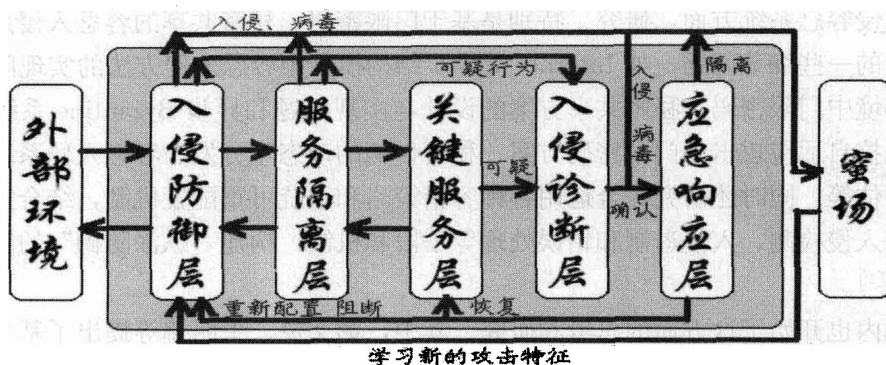 入侵、病毒
可疑行为
隔离
外部环境
入侵防御层
服务隔离层
关键服务层
可疑
入侵诊断层
入侵
病毒
确认
应急响应层
蜜场
重新配置 阻断
恢复
学习新的攻击特征